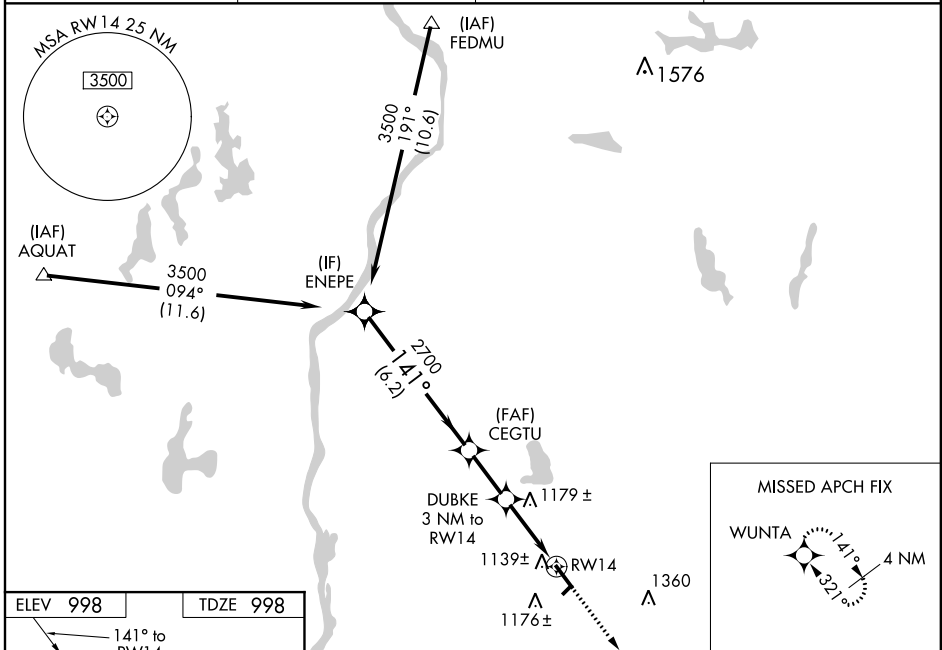 MSA RW14 25 NM
3500
(IAF)
FEDMU
1576
3500
191°
(10.6)
(IAF)
AQUAT
3500
094°
(11.6)
(IF)
ENEPE
2700
141°
(6.2)
(FAF)
CEGTU
DUBKE
3 NM to
RW14
1179 ±
1139±
RW14
1176 ±
1360
MISSED APCH FIX
WUNTA
141°
321°
4 NM
ELEV 998
TDZE 998
141° to
RW14